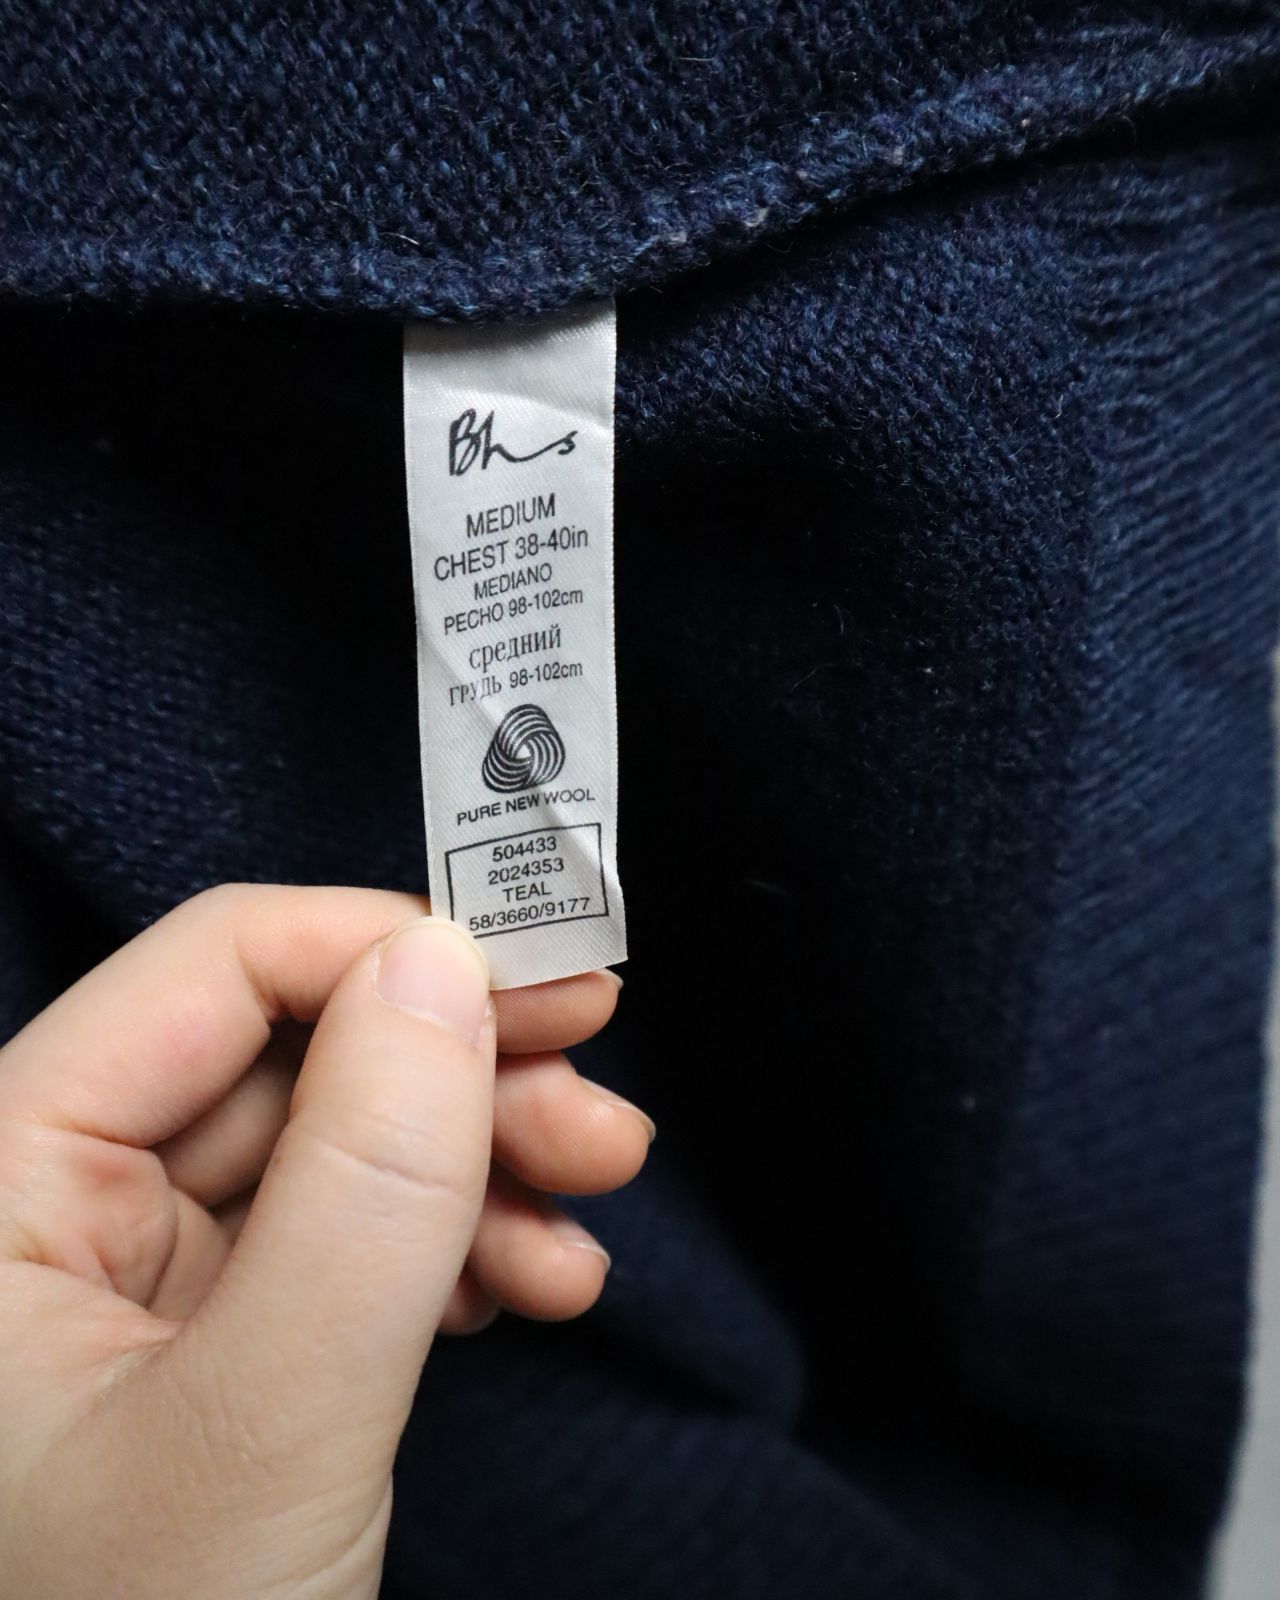 Bhs
MEDIUM
CHEST 38-40in
MEDIANO
PECHO 98-102cm
средний
ГРУДЬ 98-102cm
PURE NEW WOOL
504433
2024353
TEAL
58/3660/9177